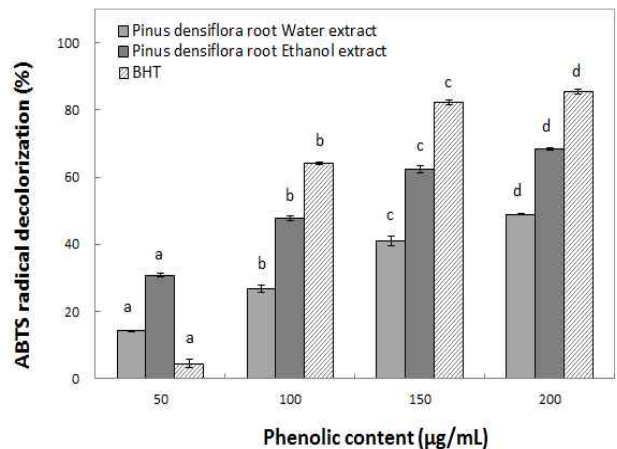 Pinus densiflora root Water extract
Pinus densiflora root Ethanol extract
BHT
ABTS radical decolorization (%)
100
80
60
40
20
0
a
a
a
b
b
b
c
c
c
d
d
d
50
100
150
200
Phenolic content (μg/mL)